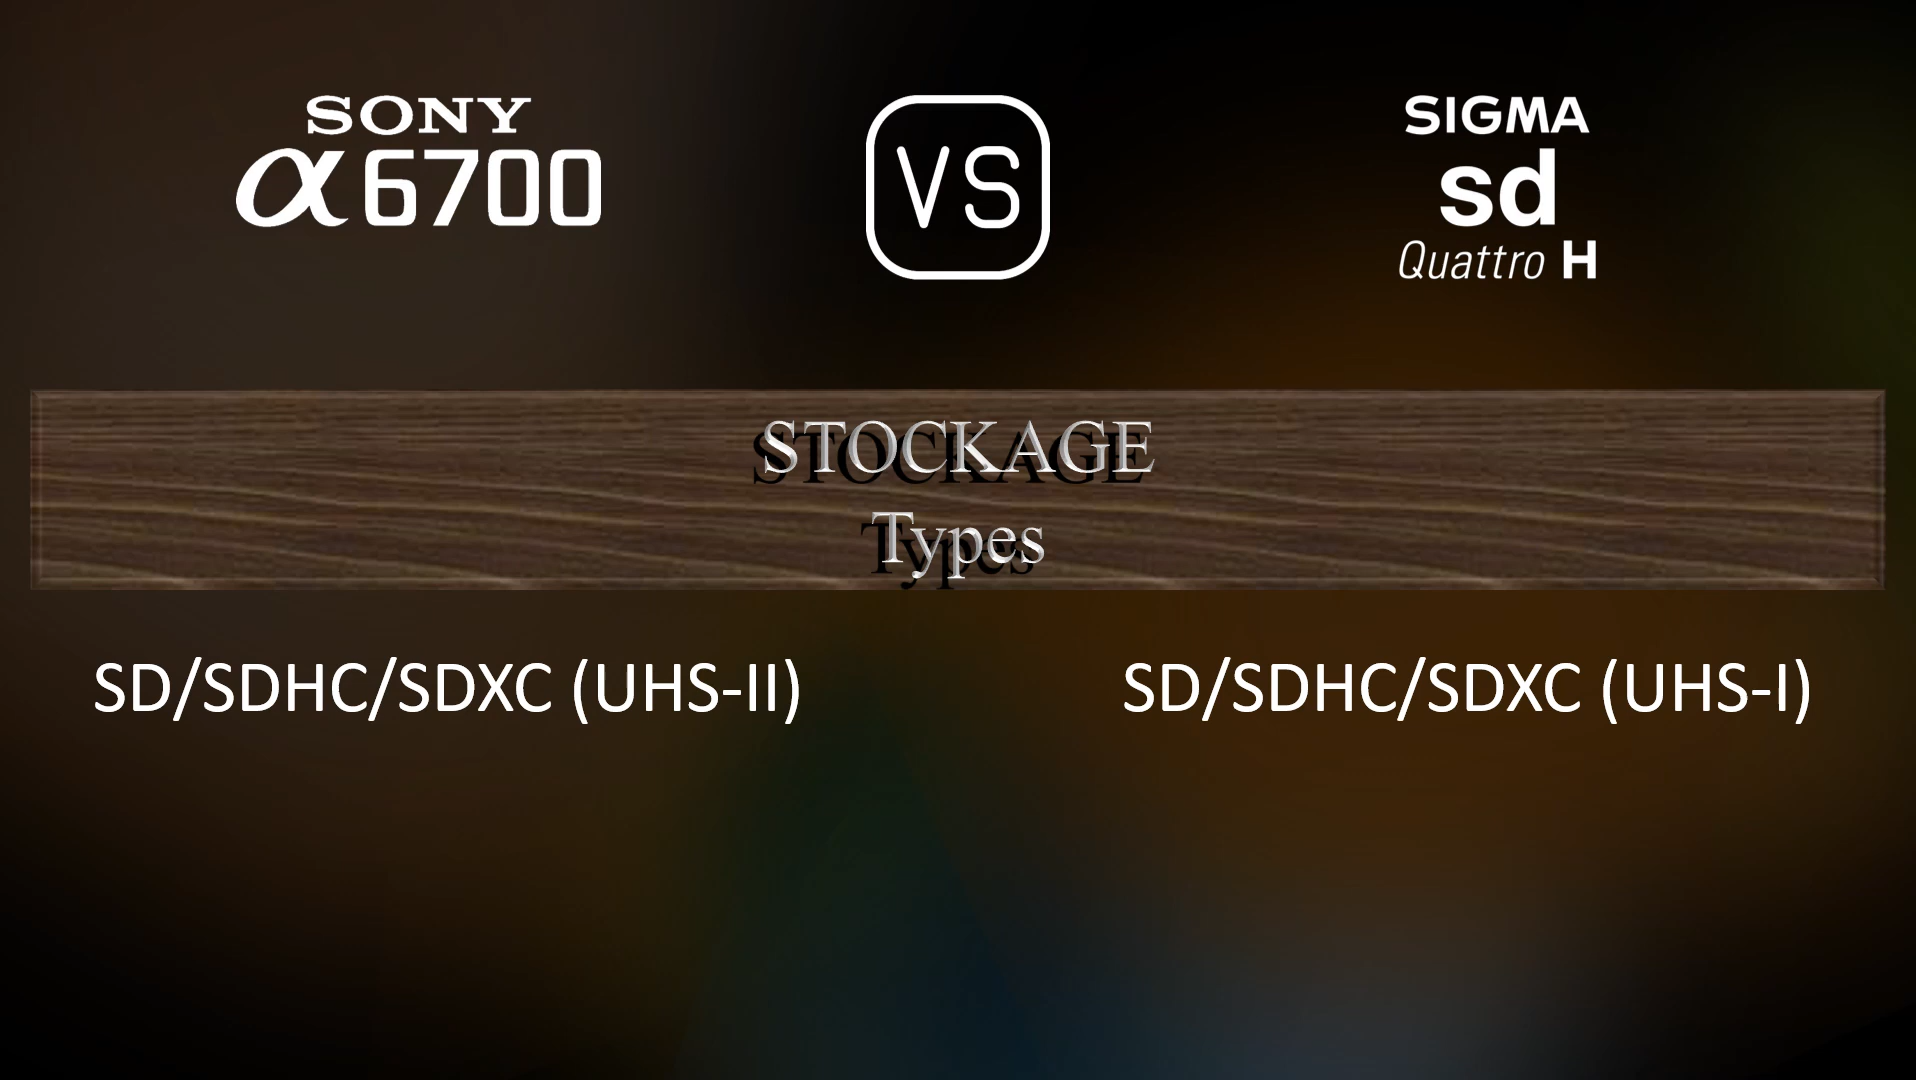 SONY
α6700
VS
SIGMA
sd
Quattro H
STOCKAGE
Types
SD/SDHC/SDXC (UHS-II)
SD/SDHC/SDXC (UHS-I)